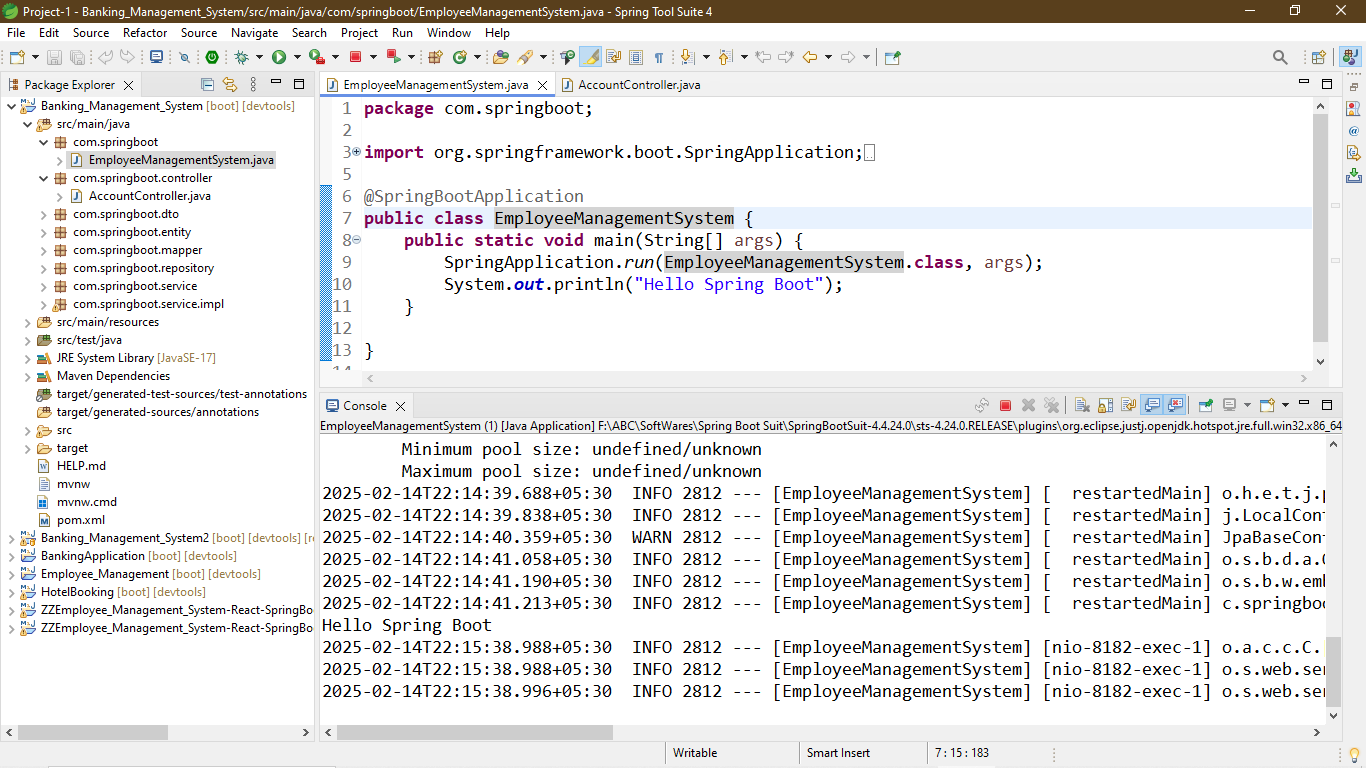 Project-1 - Banking_Management_System/src/main/java/com/springboot/EmployeeManagementSystem.java - Spring Tool Suite 4
File Edit Source Refactor Source Navigate Search Project Run Window Help
Package Explorer
Banking_Management_System [boot] [devtools]
src/main/java
com.springboot
EmployeeManagementSystem.java
com.springboot.controller
AccountController.java
com.springboot.dto
com.springboot.entity
com.springboot.mapper
com.springboot.repository
com.springboot.service
com.springboot.service.impl
src/main/resources
src/test/java
JRE System Library [JavaSE-17]
Maven Dependencies
target/generated-test-sources/test-annotations
target/generated-sources/annotations
src
target
HELP.md
mvnw
mvnw.cmd
pom.xml
Banking_Management_System2 [boot] [devtools] [re
BankingApplication [boot] [devtools]
Employee_Management [boot] [devtools]
HotelBooking [boot] [devtools]
ZZEmployee_Management_System-React-SpringBo
ZZEmployee_Management_System-React-SpringBo
EmployeeManagementSystem.java AccountController.java
1 package com.springboot;
2
3 import org.springframework.boot.SpringApplication;
5
6 @SpringBootApplication
7 public class EmployeeManagementSystem {
8 public static void main(String[] args) {
9 SpringApplication.run(EmployeeManagementSystem.class, args);
10 System.out.println("Hello Spring Boot");
11 }
12
13 }
Console
EmployeeManagementSystem (1) [Java Application] F:\ABC\SoftWares\Spring Boot Suit\SpringBootSuit-4.4.24.0\sts-4.24.0.RELEASE\plugins\org.eclipse.justj.openjdk.hotspot.jre.full.win32.x86_64
Minimum pool size: undefined/unknown
Maximum pool size: undefined/unknown
2025-02-14T22:14:39.688+05:30 INFO 2812 --- [EmployeeManagementSystem] [ restartedMain] o.h.e.t.j.p
2025-02-14T22:14:39.838+05:30 INFO 2812 --- [EmployeeManagementSystem] [ restartedMain] j.LocalCont
2025-02-14T22:14:40.359+05:30 WARN 2812 --- [EmployeeManagementSystem] [ restartedMain] JpaBaseConf
2025-02-14T22:14:41.058+05:30 INFO 2812 --- [EmployeeManagementSystem] [ restartedMain] o.s.b.d.a.O
2025-02-14T22:14:41.190+05:30 INFO 2812 --- [EmployeeManagementSystem] [ restartedMain] o.s.b.w.emb
2025-02-14T22:14:41.213+05:30 INFO 2812 --- [EmployeeManagementSystem] [ restartedMain] c.springboo
Hello Spring Boot
2025-02-14T22:15:38.988+05:30 INFO 2812 --- [EmployeeManagementSystem] [nio-8182-exec-1] o.a.c.c.C.
2025-02-14T22:15:38.988+05:30 INFO 2812 --- [EmployeeManagementSystem] [nio-8182-exec-1] o.s.web.ser
2025-02-14T22:15:38.996+05:30 INFO 2812 --- [EmployeeManagementSystem] [nio-8182-exec-1] o.s.web.ser
Writable Smart Insert 7 : 15 : 183